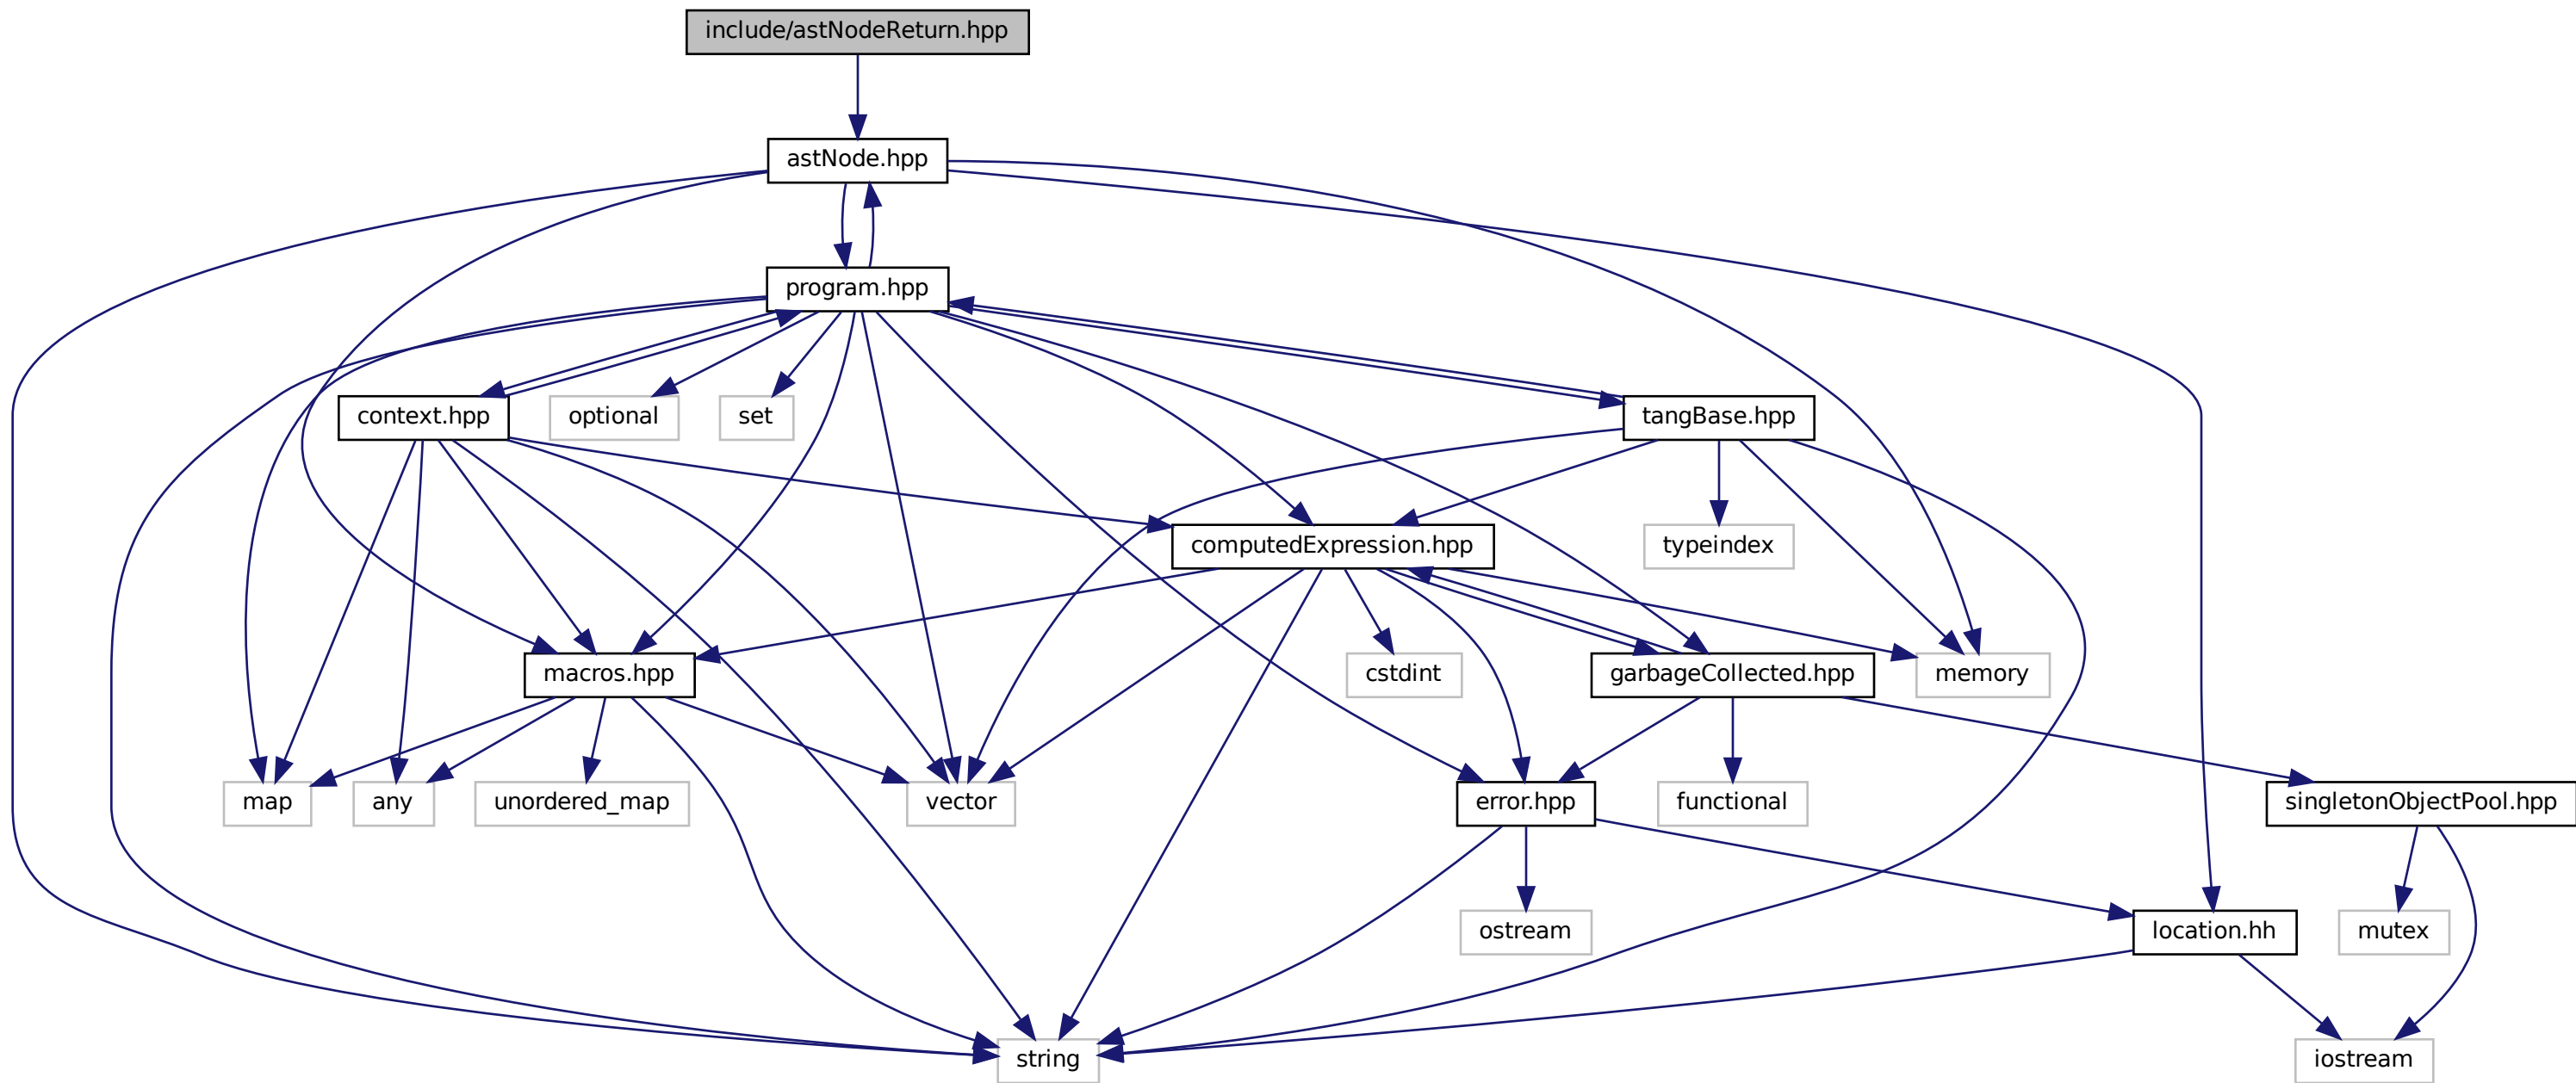 include/astNodeReturn.hpp
astNode.hpp
program.hpp
context.hpp
optional
set
tangBase.hpp
computedExpression.hpp
typeindex
macros.hpp
cstdint
garbageCollected.hpp
memory
map
any
unordered_map
vector
error.hpp
functional
singletonObjectPool.hpp
ostream
location.hh
mutex
string
iostream